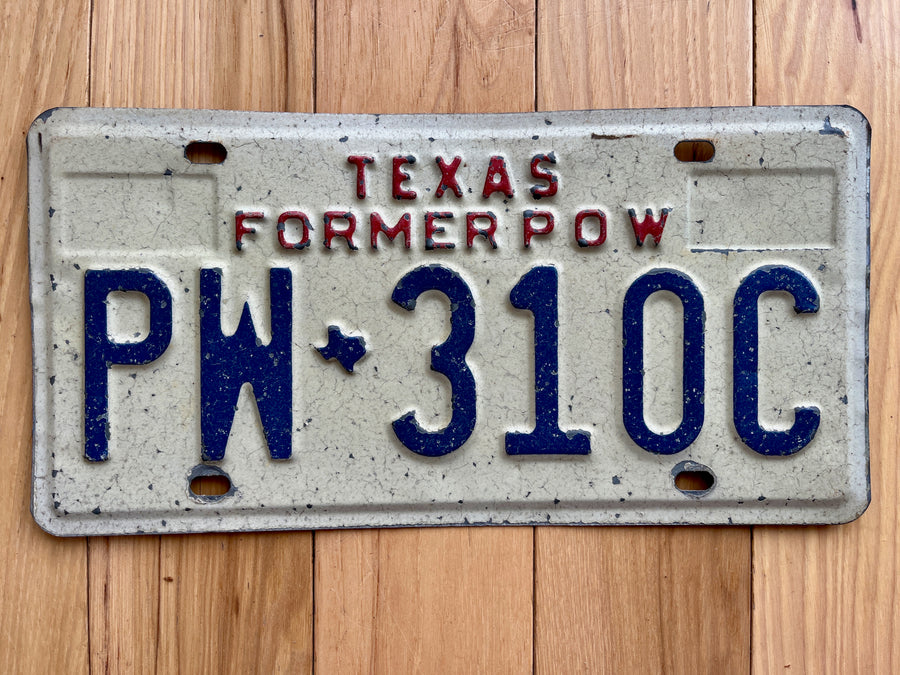 TEXAS
FORMER POW
PW 310C